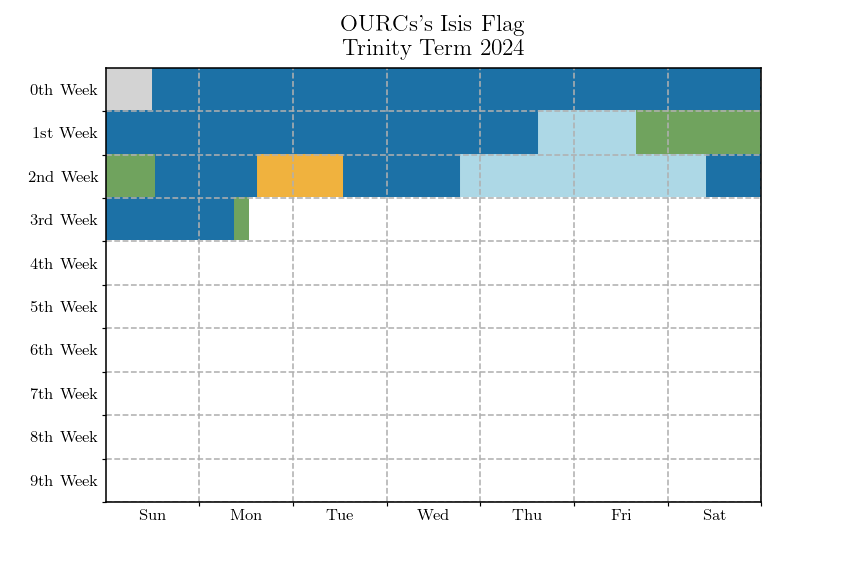 OURCs's Isis Flag
Trinity Term 2024
0th Week
1st Week
2nd Week
3rd Week
4th Week
5th Week
6th Week
7th Week
8th Week
9th Week
Sun Mon Tue Wed Thu Fri Sat